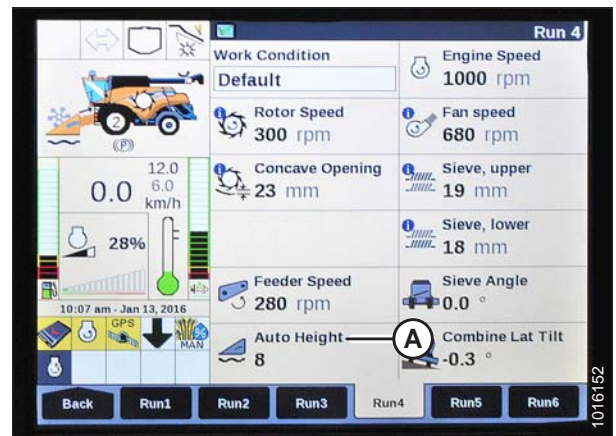 Run 4
Work Condition
Default
Engine Speed
1000 rpm
Rotor Speed
300 rpm
Fan speed
680 rpm
Concave Opening
23 mm
Sieve, upper
19 mm
Sieve, lower
18 mm
Feeder Speed
280 rpm
Sieve Angle
0.0 °
Auto Height
8
A
Combine Lat Tilt
-0.3 °
2
(P)
0.0
12.0
6.0
km/h
28%
F
10:07 am - Jan 13, 2016
GPS
MAN
%
Back
Run1
Run2
Run3
Run4
Run5
Run6
1016152